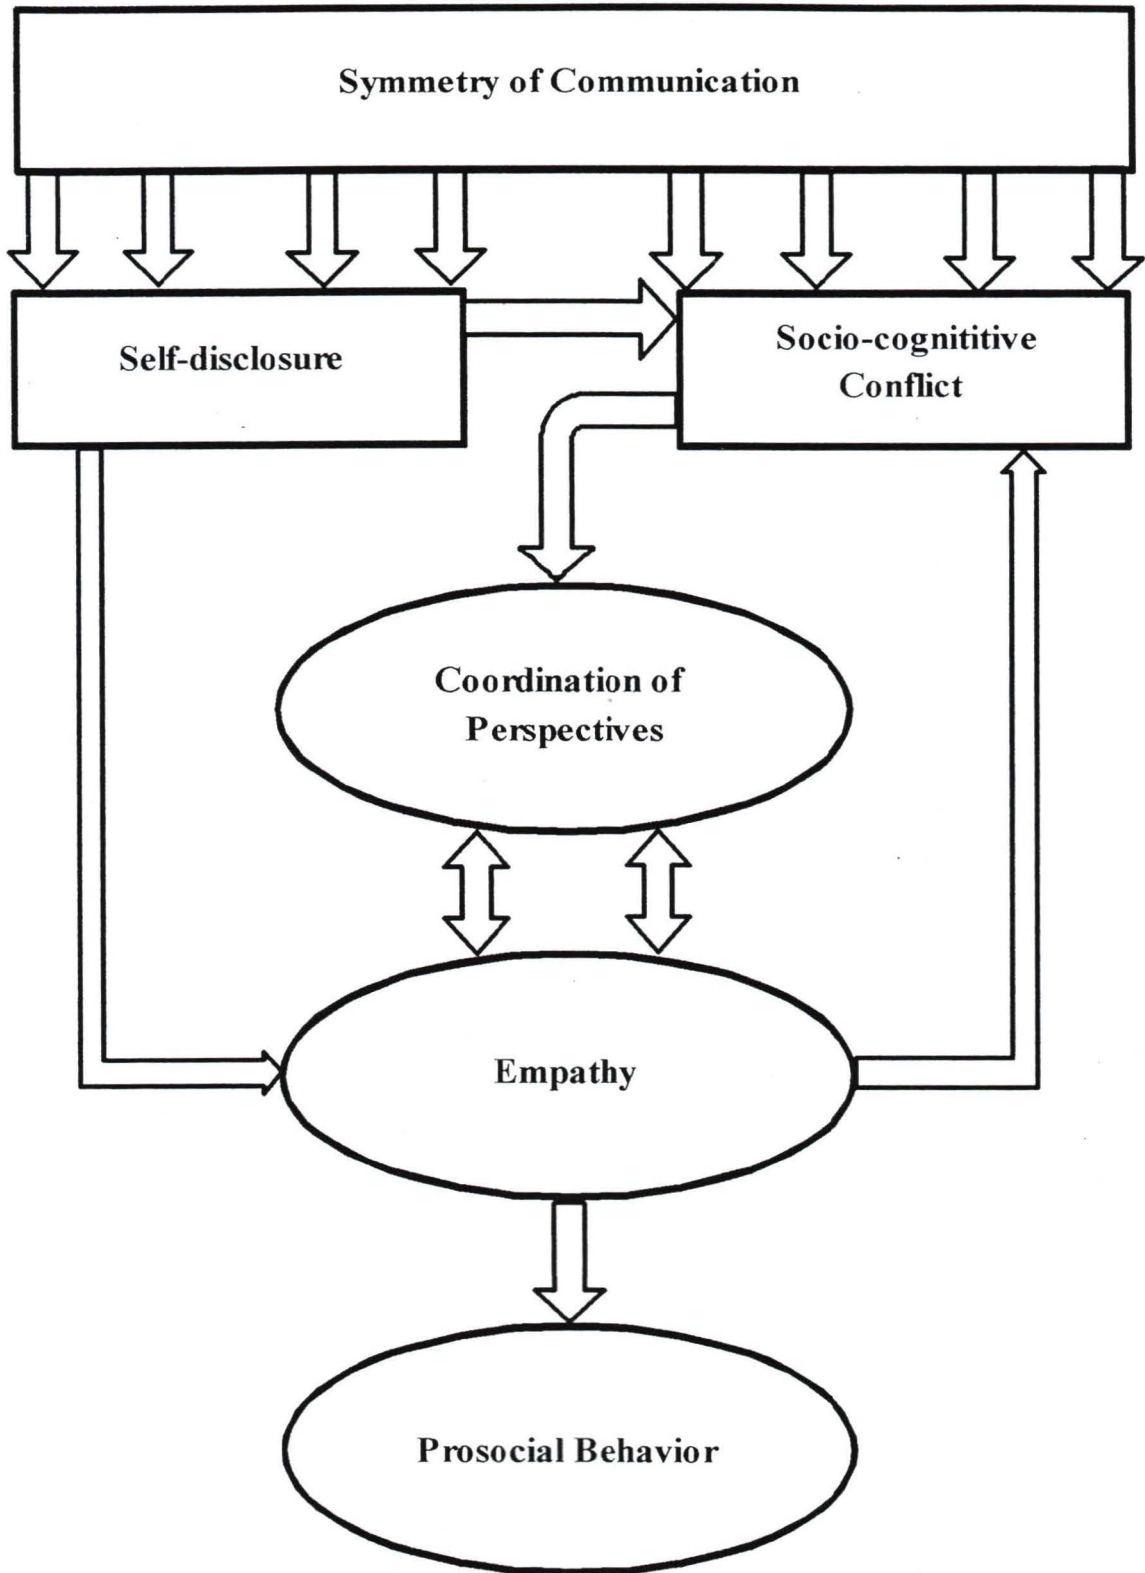 Symmetry of Communication
Self-disclosure
Socio-cognititive
Conflict
Coordination of
Perspectives
Empathy
Prosocial Behavior